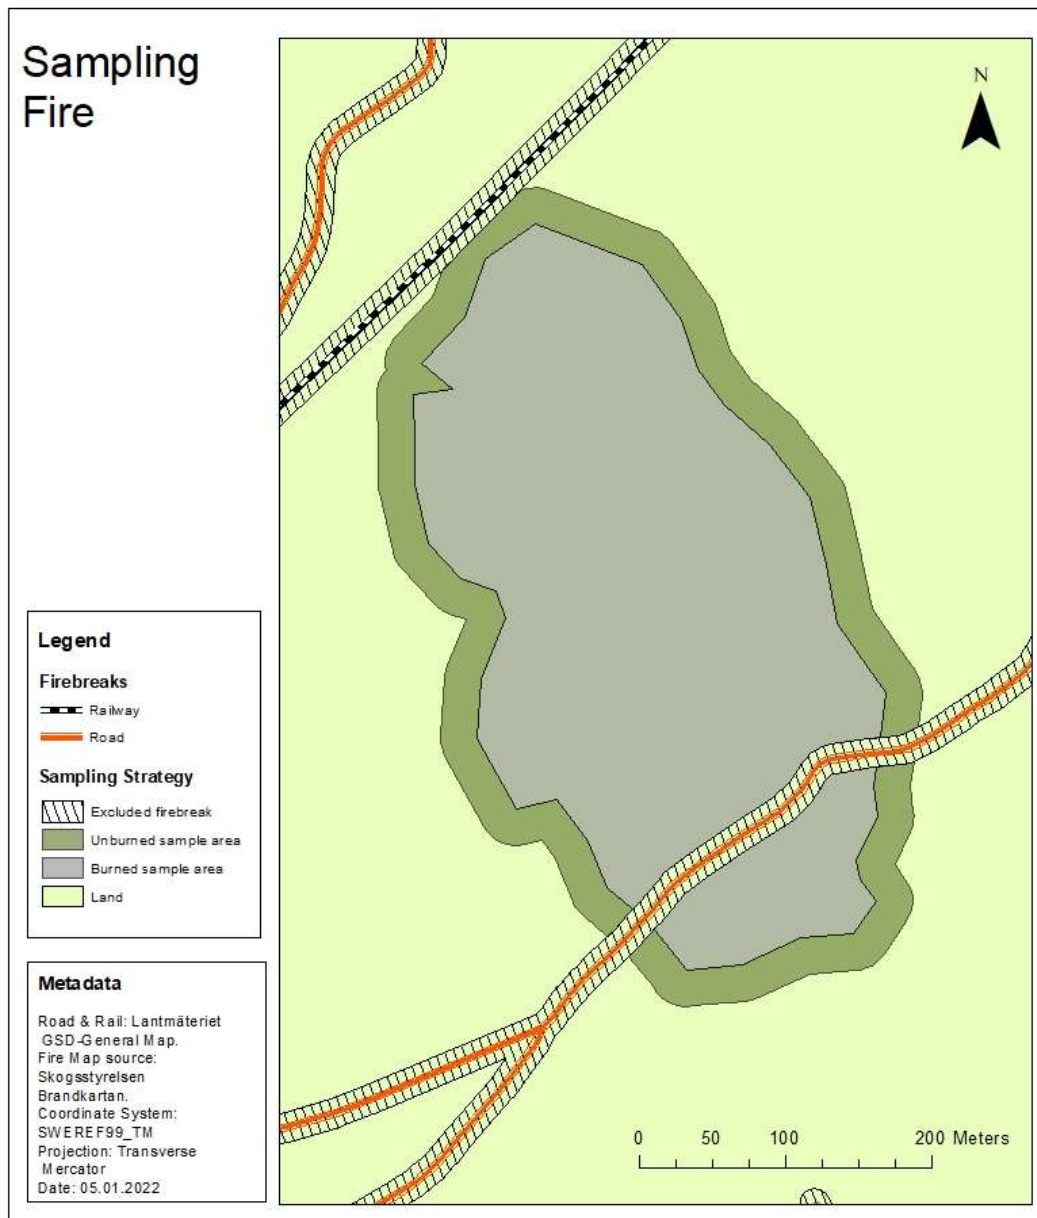 Sampling
Fire
N
Legend
Firebreaks
Railway
Road
Sampling Strategy
Excluded firebreak
Unburned sample area
Burned sample area
Land
Metadata
Road & Rail: Lantmäteriet
GSD-General Map.
Fire Map source:
Skogsstyrelsen
Brandkartan.
Coordinate System:
SWEREF99_TM
Projection: Transverse
Mercator
Date: 05.01.2022
0 50 100 200 Meters